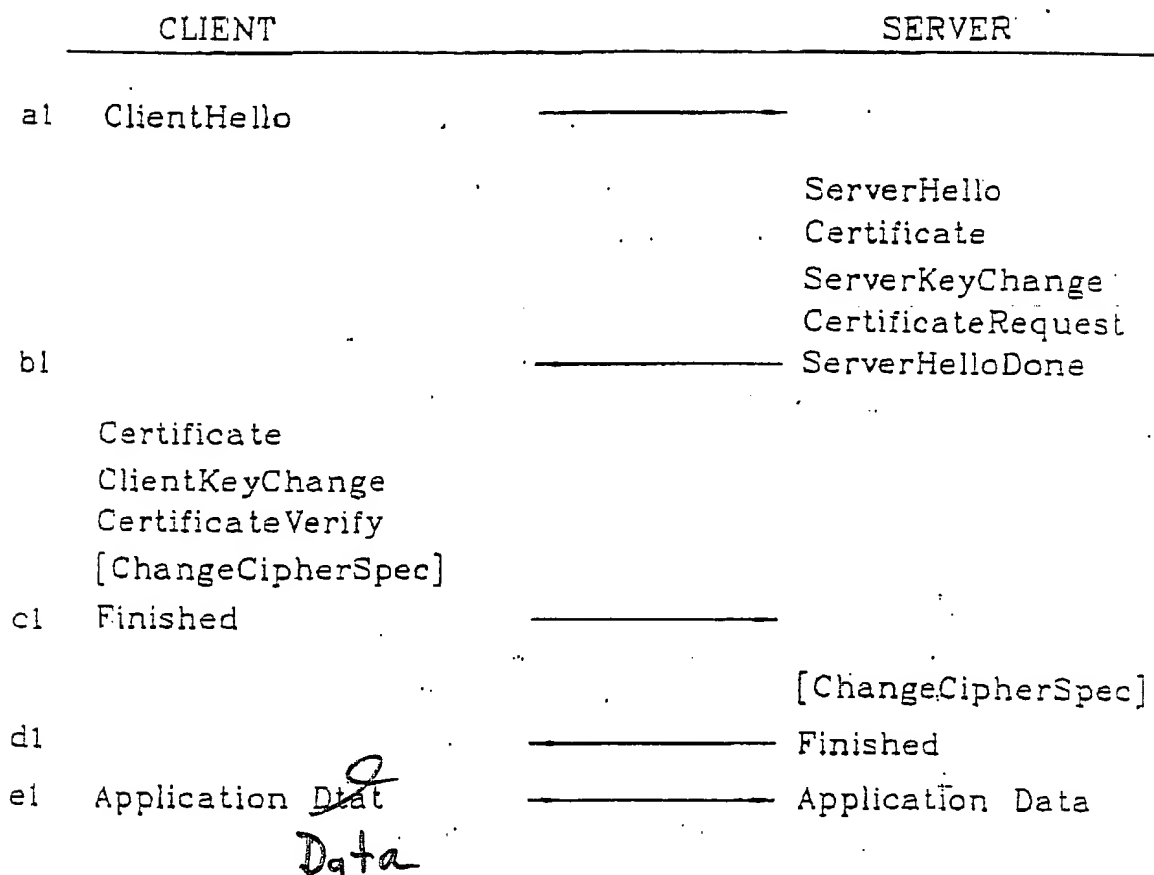 CLIENT SERVER
a1 ClientHello
ServerHello
Certificate
ServerKeyChange
CertificateRequest
b1 ServerHelloDone
Certificate
ClientKeyChange
CertificateVerify
[ChangeCipherSpec]
c1 Finished
[ChangeCipherSpec]
d1 Finished
e1 Application Dtat Application Data
Data